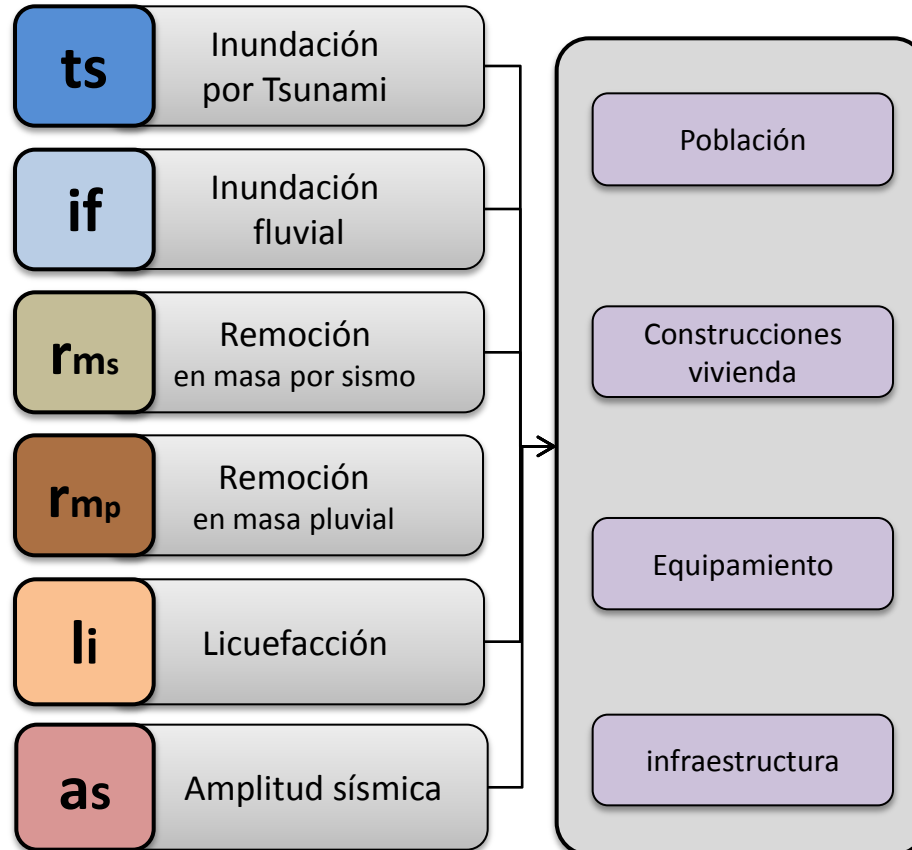 ts
Inundación
por Tsunami
if
Inundación
fluvial
rms
Remoción
en masa por sismo
rmp
Remoción
en masa pluvial
li
Licuefacción
as
Amplitud sísmica
Población
Construcciones
vivienda
Equipamiento
infraestructura